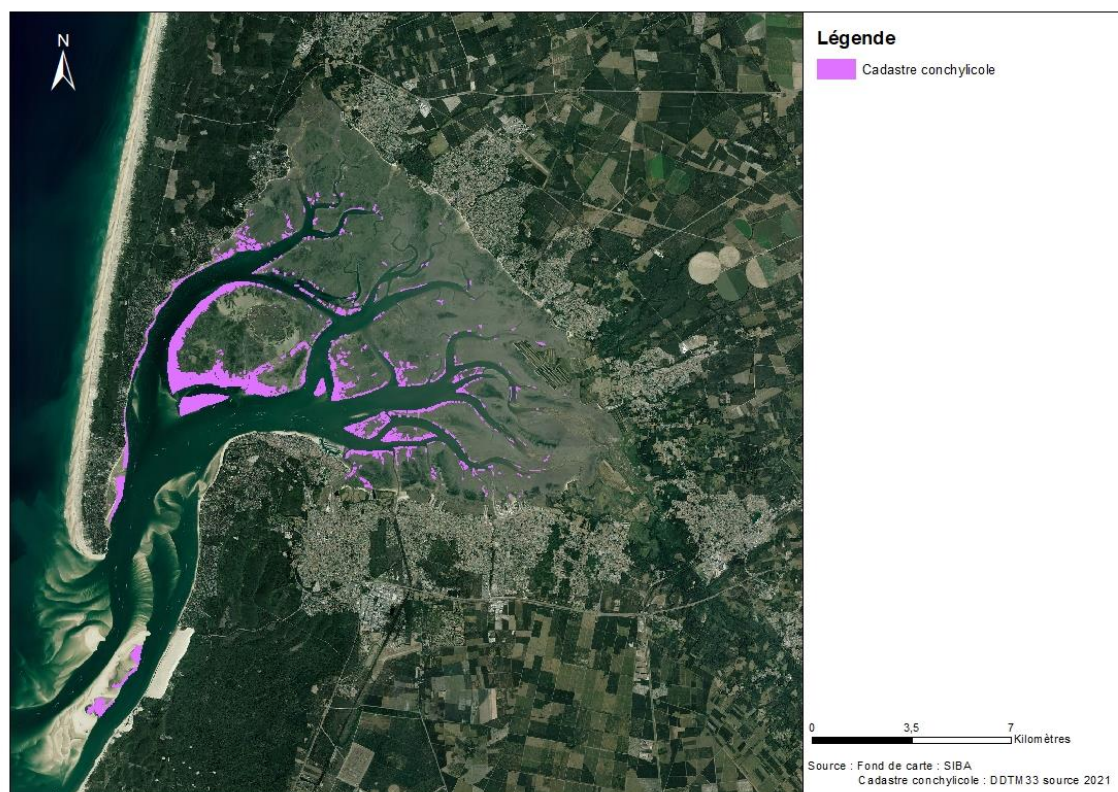 N
Légende
Cadastre conchylicole
0 3,5 7
Kilomètres
Source : Fond de carte : SIBA
Cadastre conchylicole : DDTM33 source 2021